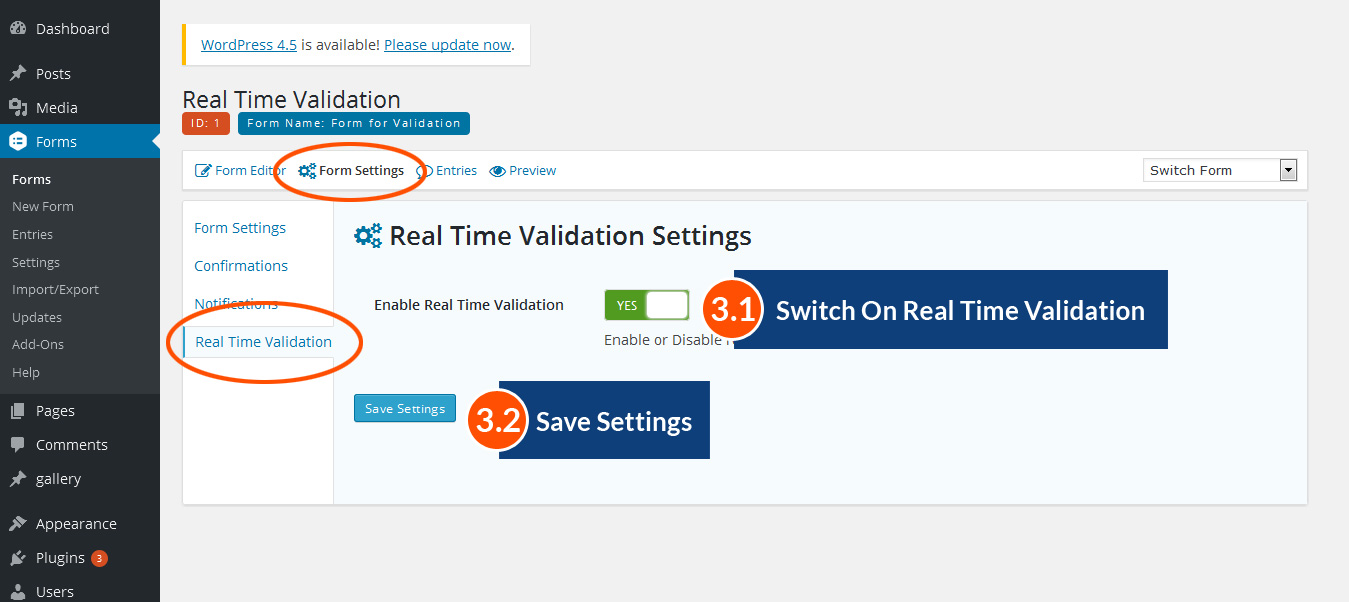 Dashboard
Posts
Media
Forms
Forms
New Form
Entries
Settings
Import/Export
Updates
Add-Ons
Help
Pages
Comments
gallery
Appearance
Plugins 3
Users
WordPress 4.5 is available! Please update now.
Real Time Validation
ID: 1 Form Name: Form for Validation
Form Editor Form Settings Entries Preview Switch Form
Form Settings
Confirmations
Notifications
Real Time Validation
Real Time Validation Settings
Enable Real Time Validation YES
3.1 Switch On Real Time Validation
Enable or Disable
Save Settings
3.2 Save Settings